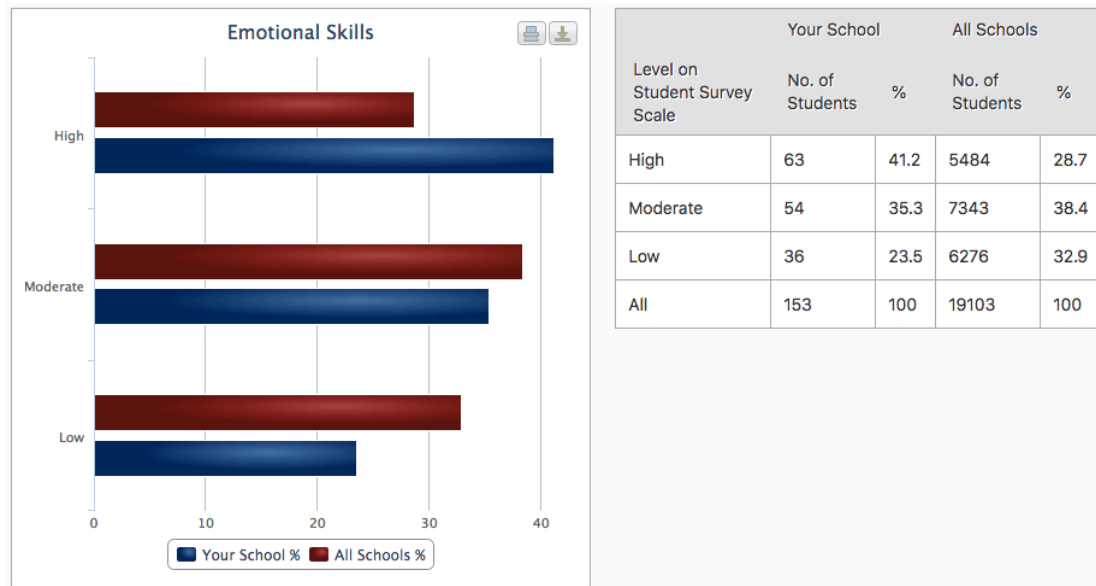 Emotional Skills
High
Moderate
Low
0 10 20 30 40
Your School % All Schools %
Your School All Schools
Level on
Student Survey
Scale
No. of
Students
%
No. of
Students
%
High 63 41.2 5484 28.7
Moderate 54 35.3 7343 38.4
Low 36 23.5 6276 32.9
All 153 100 19103 100